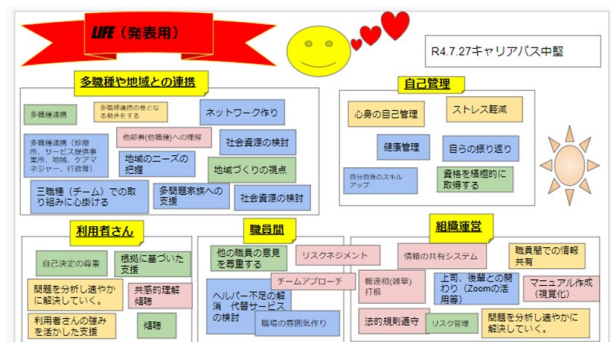 LIFE（発表用）
R4.7.27キャリアパス中堅
多職種や地域との連携
多職種連携
多職種連携の要とな
る動きをする
ネットワーク作り
多職種連携（診療
所、サービス提供事
業所、地域、ケアマ
ネジャー、行政等）
他部署(他職種)への理解
社会資源の検討
地域のニーズの
把握
地域づくりの視点
三職種（チーム）での取
り組みに心掛ける
多問題家族への
支援
社会資源の検討
自己管理
心身の自己管理
ストレス軽減
健康管理
自らの振り返り
自分自身のスキル
アップ
資格を積極的に
取得する
利用者さん
自己決定の尊重
根拠に基づいた
支援
問題を分析し速やか
に解決していく。
共感的理解
傾聴
利用者さんの強み
を活かした支援
傾聴
職員間
他の職員の意見
を尊重する
リスクネジメント
チームアプローチ
ヘルパー不足の解
消　代替サービス
の検討
職場の雰囲気作り
組織運営
情報の共有システム
職員間での情報
共有
報連相(雑草)
打根
上司、後輩との関
わり（Zoomの活
用等）
マニュアル作成
（視覚化）
法的規則遵守
リスク管理
問題を分析し速やかに
解決していく。